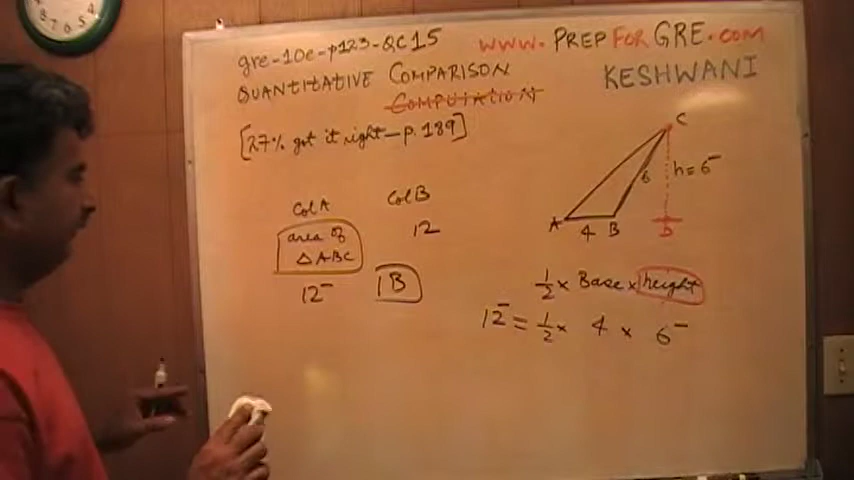 gre-10e-p123-QC15
WWW. PREPFORGRE.COM
QUANTITATIVE COMPARISON
KESHWANI
COMPUTATION
[27% got it right-p.189]
Col A
Col B
area of
△ ABC
12
12⁻
B
C
6
h = 6⁻
A
4
B
D
1/2 × Base × height
12⁻ = 1/2 × 4 × 6⁻